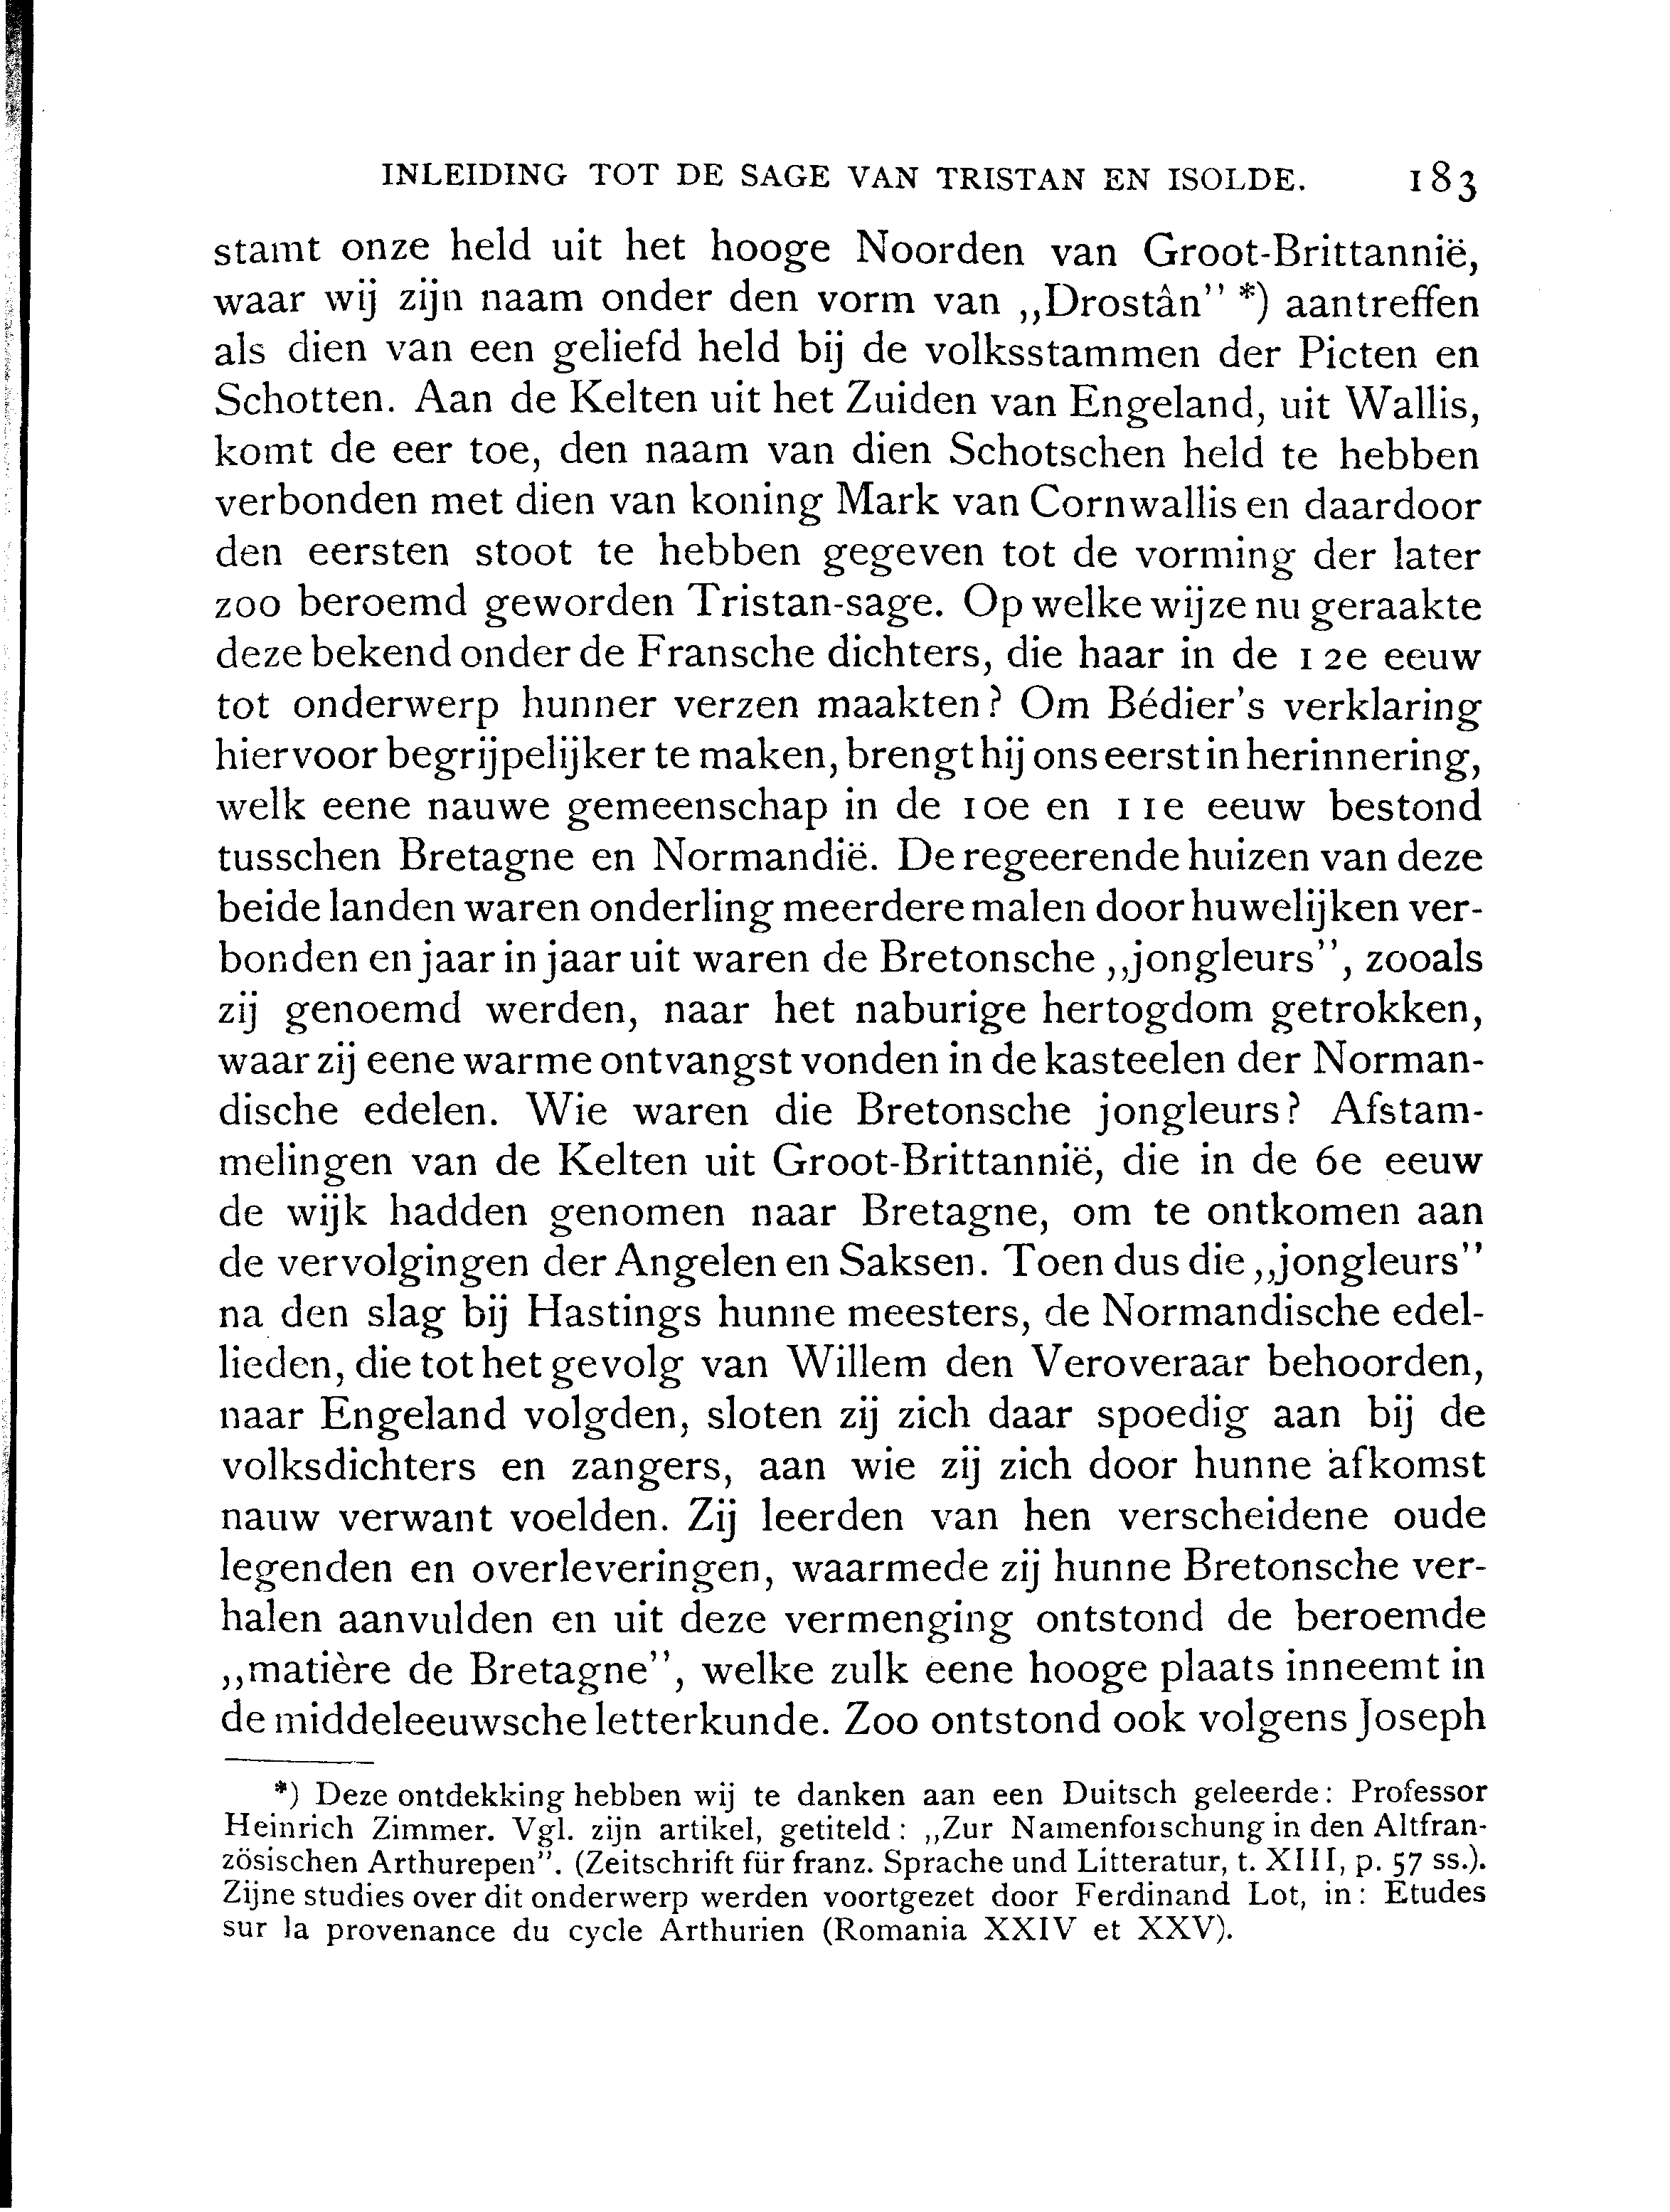 INLEIDING TOT DE SAGE VAN TRISTAN EN ISOLDE. 183
stamt onze held uit het hooge Noorden van Groot-Brittannië,
waar wij zijn naam onder den vorm van „Drostân” *) aantreffen
als dien van een geliefd held bij de volksstammen der Picten en
Schotten. Aan de Kelten uit het Zuiden van Engeland, uit Wallis,
komt de eer toe, den naam van dien Schotschen held te hebben
verbonden met dien van koning Mark van Cornwallis en daardoor
den eersten stoot te hebben gegeven tot de vorming der later
zoo beroemd geworden Tristan-sage. Op welke wijze nu geraakte
deze bekend onder de Fransche dichters, die haar in de 12e eeuw
tot onderwerp hunner verzen maakten? Om Bédier's verklaring
hiervoor begrijpelijker te maken, brengt hij ons eerst in herinnering,
welk eene nauwe gemeenschap in de 10e en 11e eeuw bestond
tusschen Bretagne en Normandië. De regeerende huizen van deze
beide landen waren onderling meerdere malen door huwelijken ver-
bonden en jaar in jaar uit waren de Bretonsche „jongleurs”, zooals
zij genoemd werden, naar het naburige hertogdom getrokken,
waar zij eene warme ontvangst vonden in de kasteelen der Norman-
dische edelen. Wie waren die Bretonsche jongleurs? Afstam-
melingen van de Kelten uit Groot-Brittannië, die in de 6e eeuw
de wijk hadden genomen naar Bretagne, om te ontkomen aan
de vervolgingen der Angelen en Saksen. Toen dus die „jongleurs”
na den slag bij Hastings hunne meesters, de Normandische edel-
lieden, die tot het gevolg van Willem den Veroveraar behoorden,
naar Engeland volgden, sloten zij zich daar spoedig aan bij de
volksdichters en zangers, aan wie zij zich door hunne afkomst
nauw verwant voelden. Zij leerden van hen verscheidene oude
legenden en overleveringen, waarmede zij hunne Bretonsche ver-
halen aanvulden en uit deze vermenging ontstond de beroemde
„matière de Bretagne”, welke zulk eene hooge plaats inneemt in
de middeleeuwsche letterkunde. Zoo ontstond ook volgens Joseph
*) Deze ontdekking hebben wij te danken aan een Duitsch geleerde: Professor
Heinrich Zimmer. Vgl. zijn artikel, getiteld: „Zur Namenforschung in den Altfran-
zösischen Arthurepen”. (Zeitschrift für franz. Sprache und Litteratur, t. XIII, p. 57 ss.).
Zijne studies over dit onderwerp werden voortgezet door Ferdinand Lot, in: Etudes
sur la provenance du cycle Arthurien (Romania XXIV et XXV).